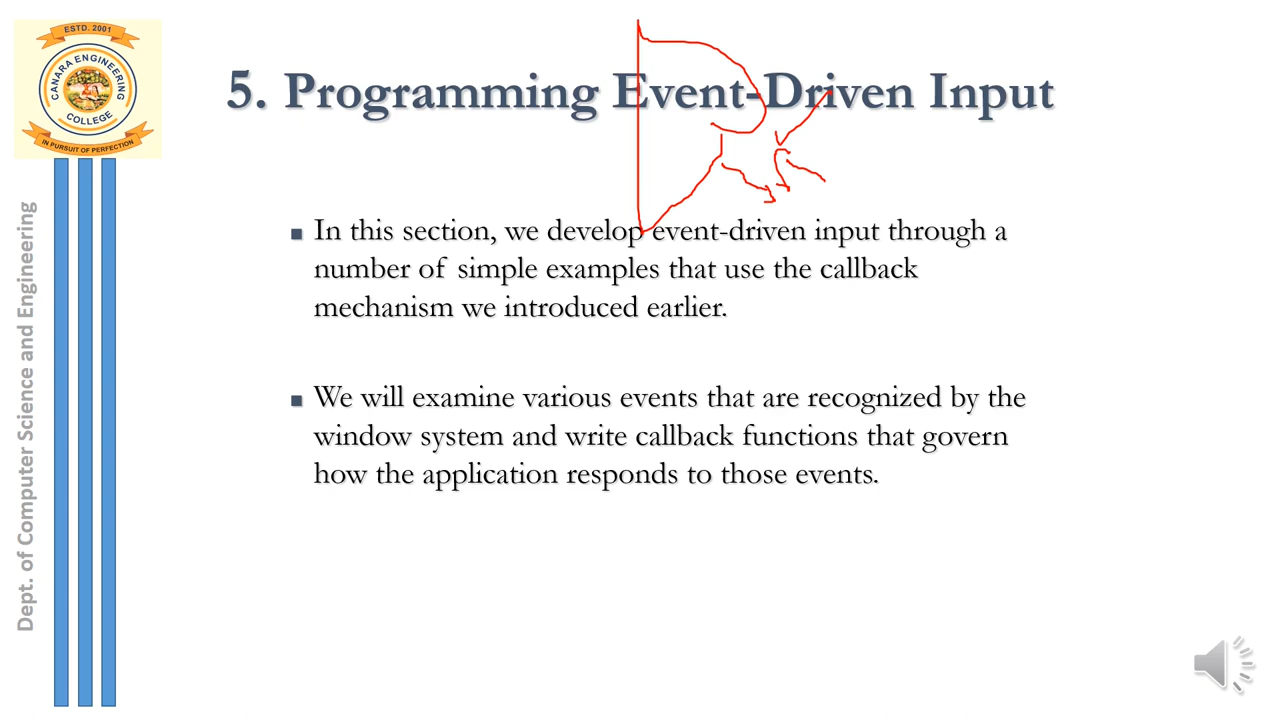 ESTD. 2001
CANARA ENGINEERING
COLLEGE
IN PURSUIT OF PERFECTION
Dept. of Computer Science and Engineering
5. Programming Event-Driven Input
In this section, we develop event-driven input through a
number of simple examples that use the callback
mechanism we introduced earlier.
We will examine various events that are recognized by the
window system and write callback functions that govern
how the application responds to those events.